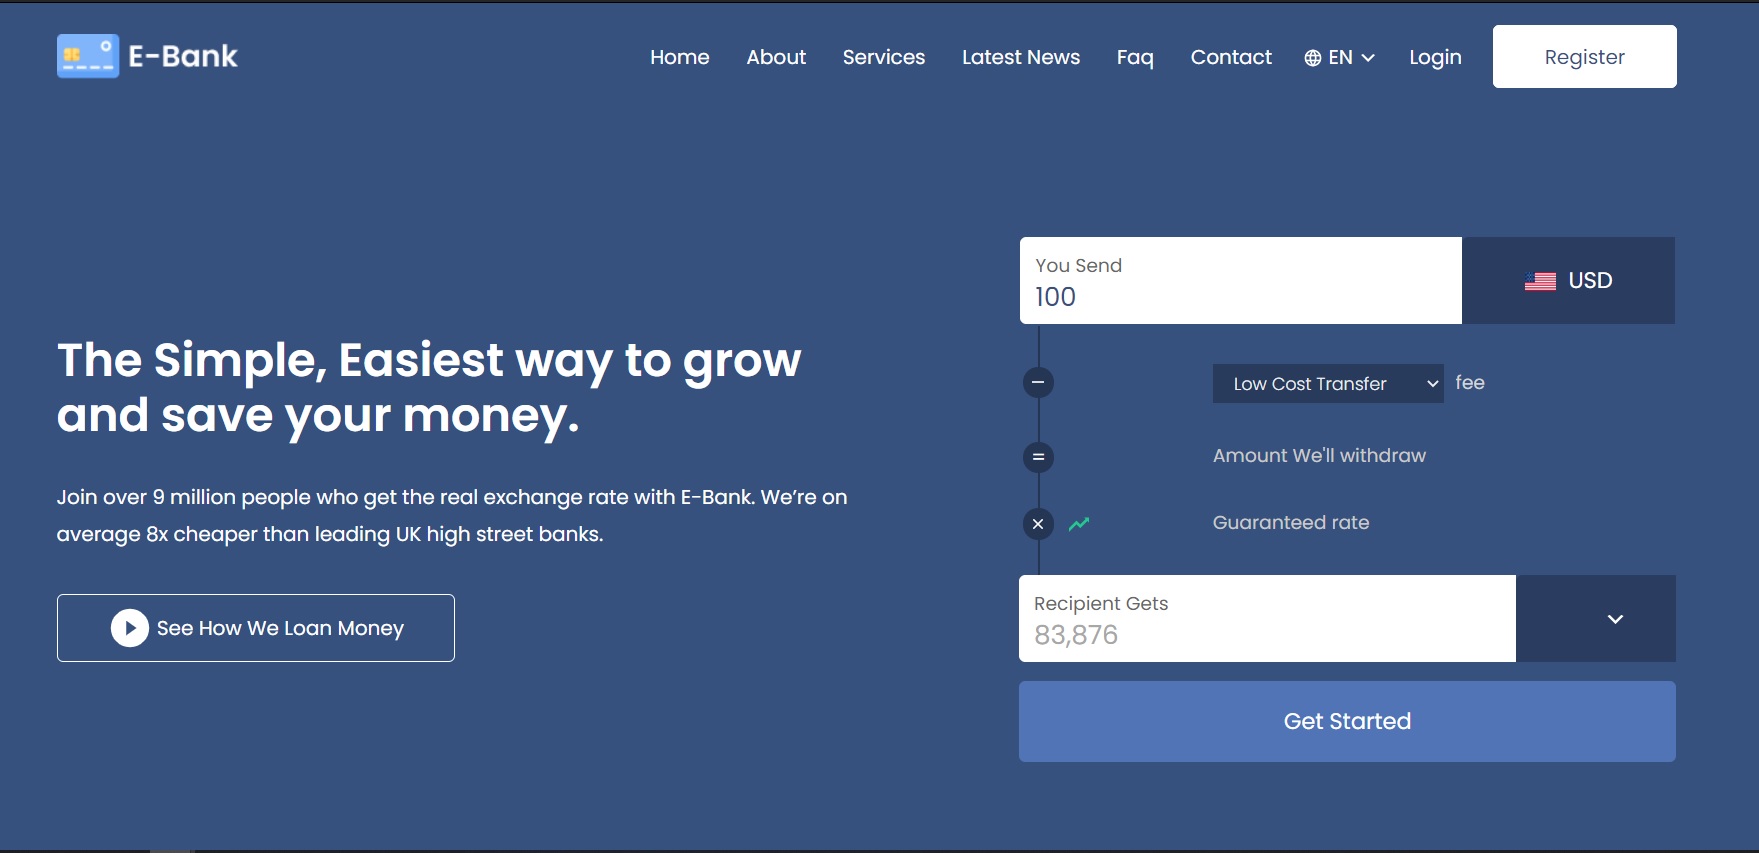 E-Bank
Home About Services Latest News Faq Contact EN Login Register
The Simple, Easiest way to grow
and save your money.
Join over 9 million people who get the real exchange rate with E-Bank. We’re on
average 8x cheaper than leading UK high street banks.
See How We Loan Money
You Send
100
USD
Low Cost Transfer fee
Amount We'll withdraw
Guaranteed rate
Recipient Gets
83,876
Get Started